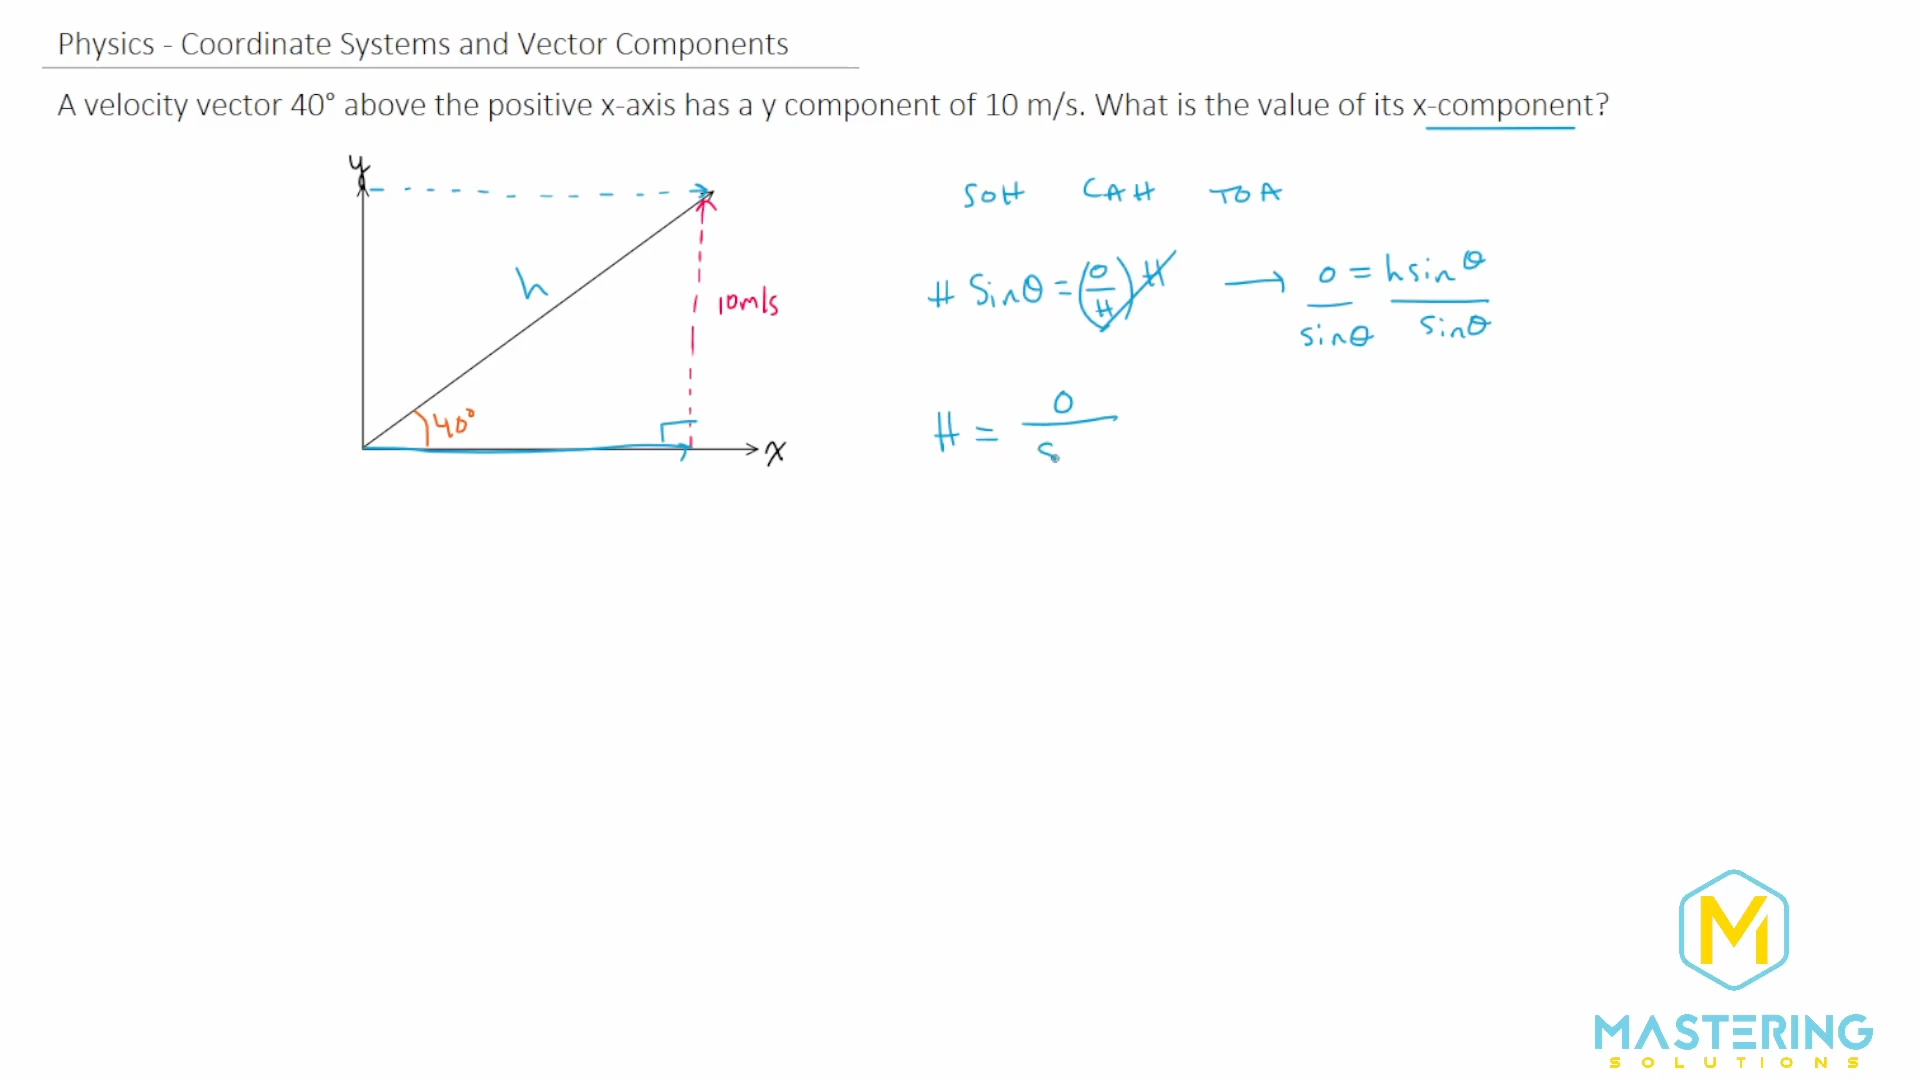 Physics - Coordinate Systems and Vector Components
A velocity vector 40° above the positive x-axis has a y component of 10 m/s. What is the value of its x-component?
y
SOH CAH TOA
h
10m/s
H Sinθ = (O/H) H → O = h sinθ
sinθ sinθ
40°
x
H = O
s
M
MASTERING
SOLUTIONS